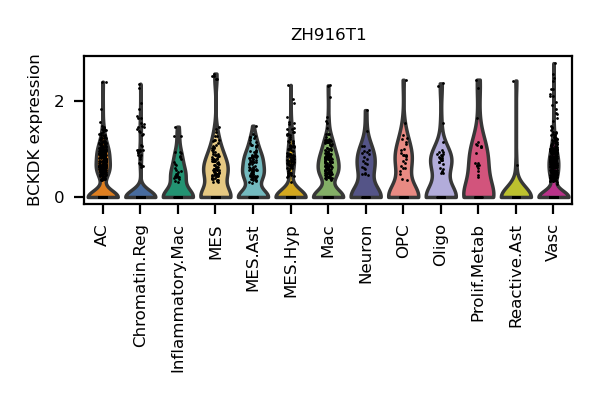 ZH916T1
BCKDK expression
2
0
AC
Chromatin.Reg
Inflammatory.Mac
MES
MES.Ast
MES.Hyp
Mac
Neuron
OPC
Oligo
Prolif.Metab
Reactive.Ast
Vasc